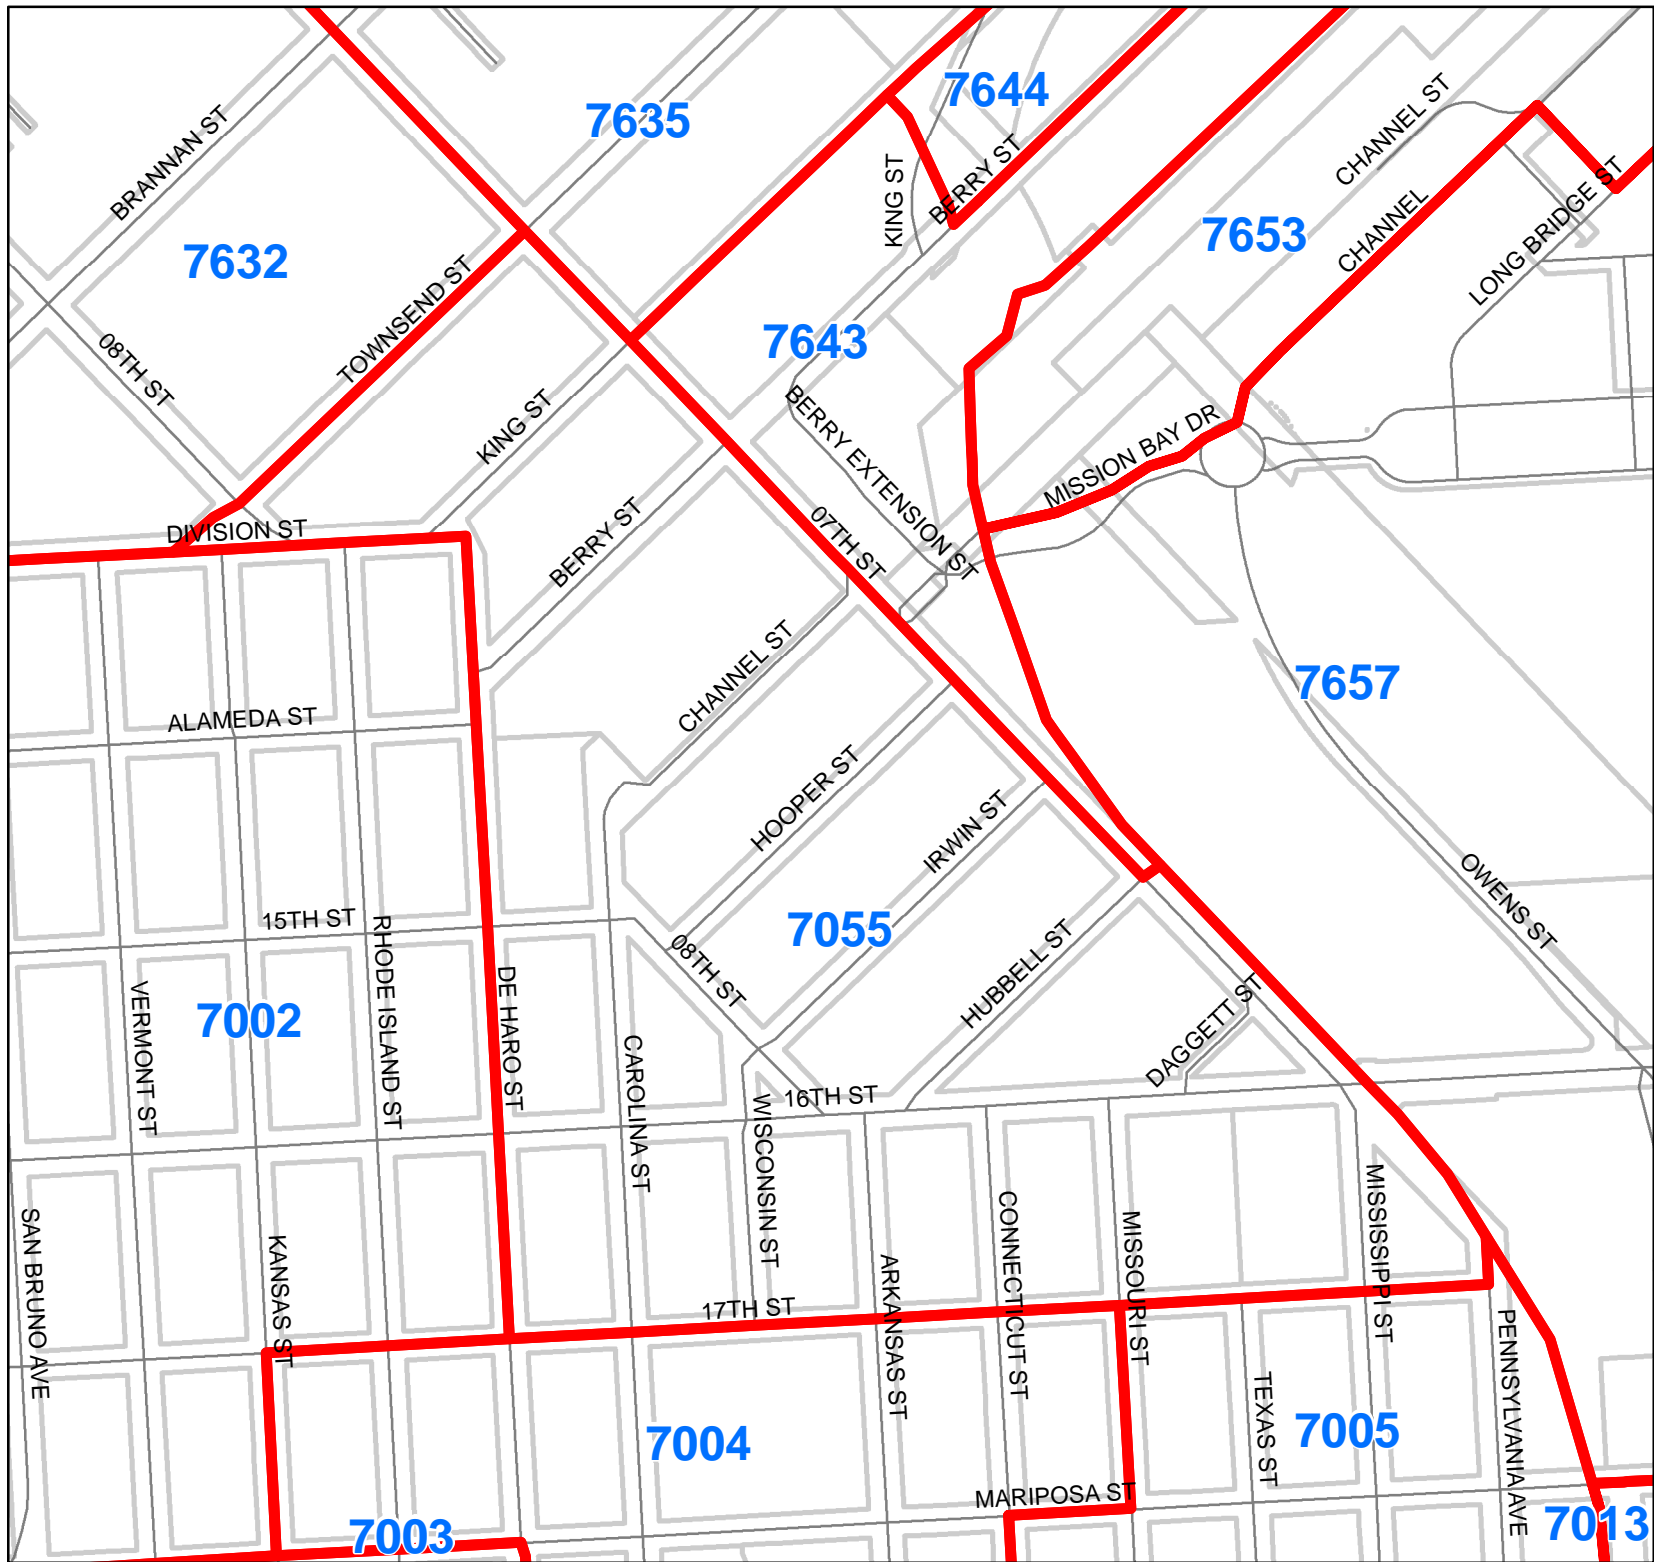 7644
7635
BRANNAN ST
CHANNEL ST
KING ST
BERRY ST
7653
CHANNEL
LONG BRIDGE ST
7632
TOWNSEND ST
08TH ST
7643
KING ST
BERRY EXTENSION ST
MISSION BAY DR
DIVISION ST
BERRY ST
07TH ST
CHANNEL ST
7657
ALAMEDA ST
HOOPER ST
IRWIN ST
OWENS ST
15TH ST
RHODE ISLAND ST
7055
08TH ST
HUBBELL ST
DAGGETT ST
VERMONT ST
7002
DE HARO ST
CAROLINA ST
WISCONSIN ST
16TH ST
SAN BRUNO AVE
KANSAS ST
17TH ST
ARKANSAS ST
CONNECTICUT ST
MISSOURI ST
MISSISSIPPI ST
PENNSYLVANIA AVE
TEXAS ST
7005
7004
MARIPOSA ST
7003
7013